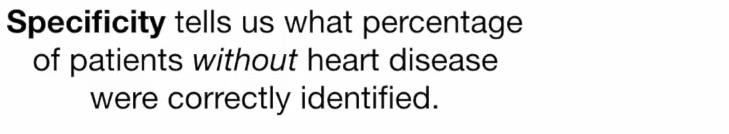 Specificity tells us what percentage
of patients without heart disease
were correctly identified.